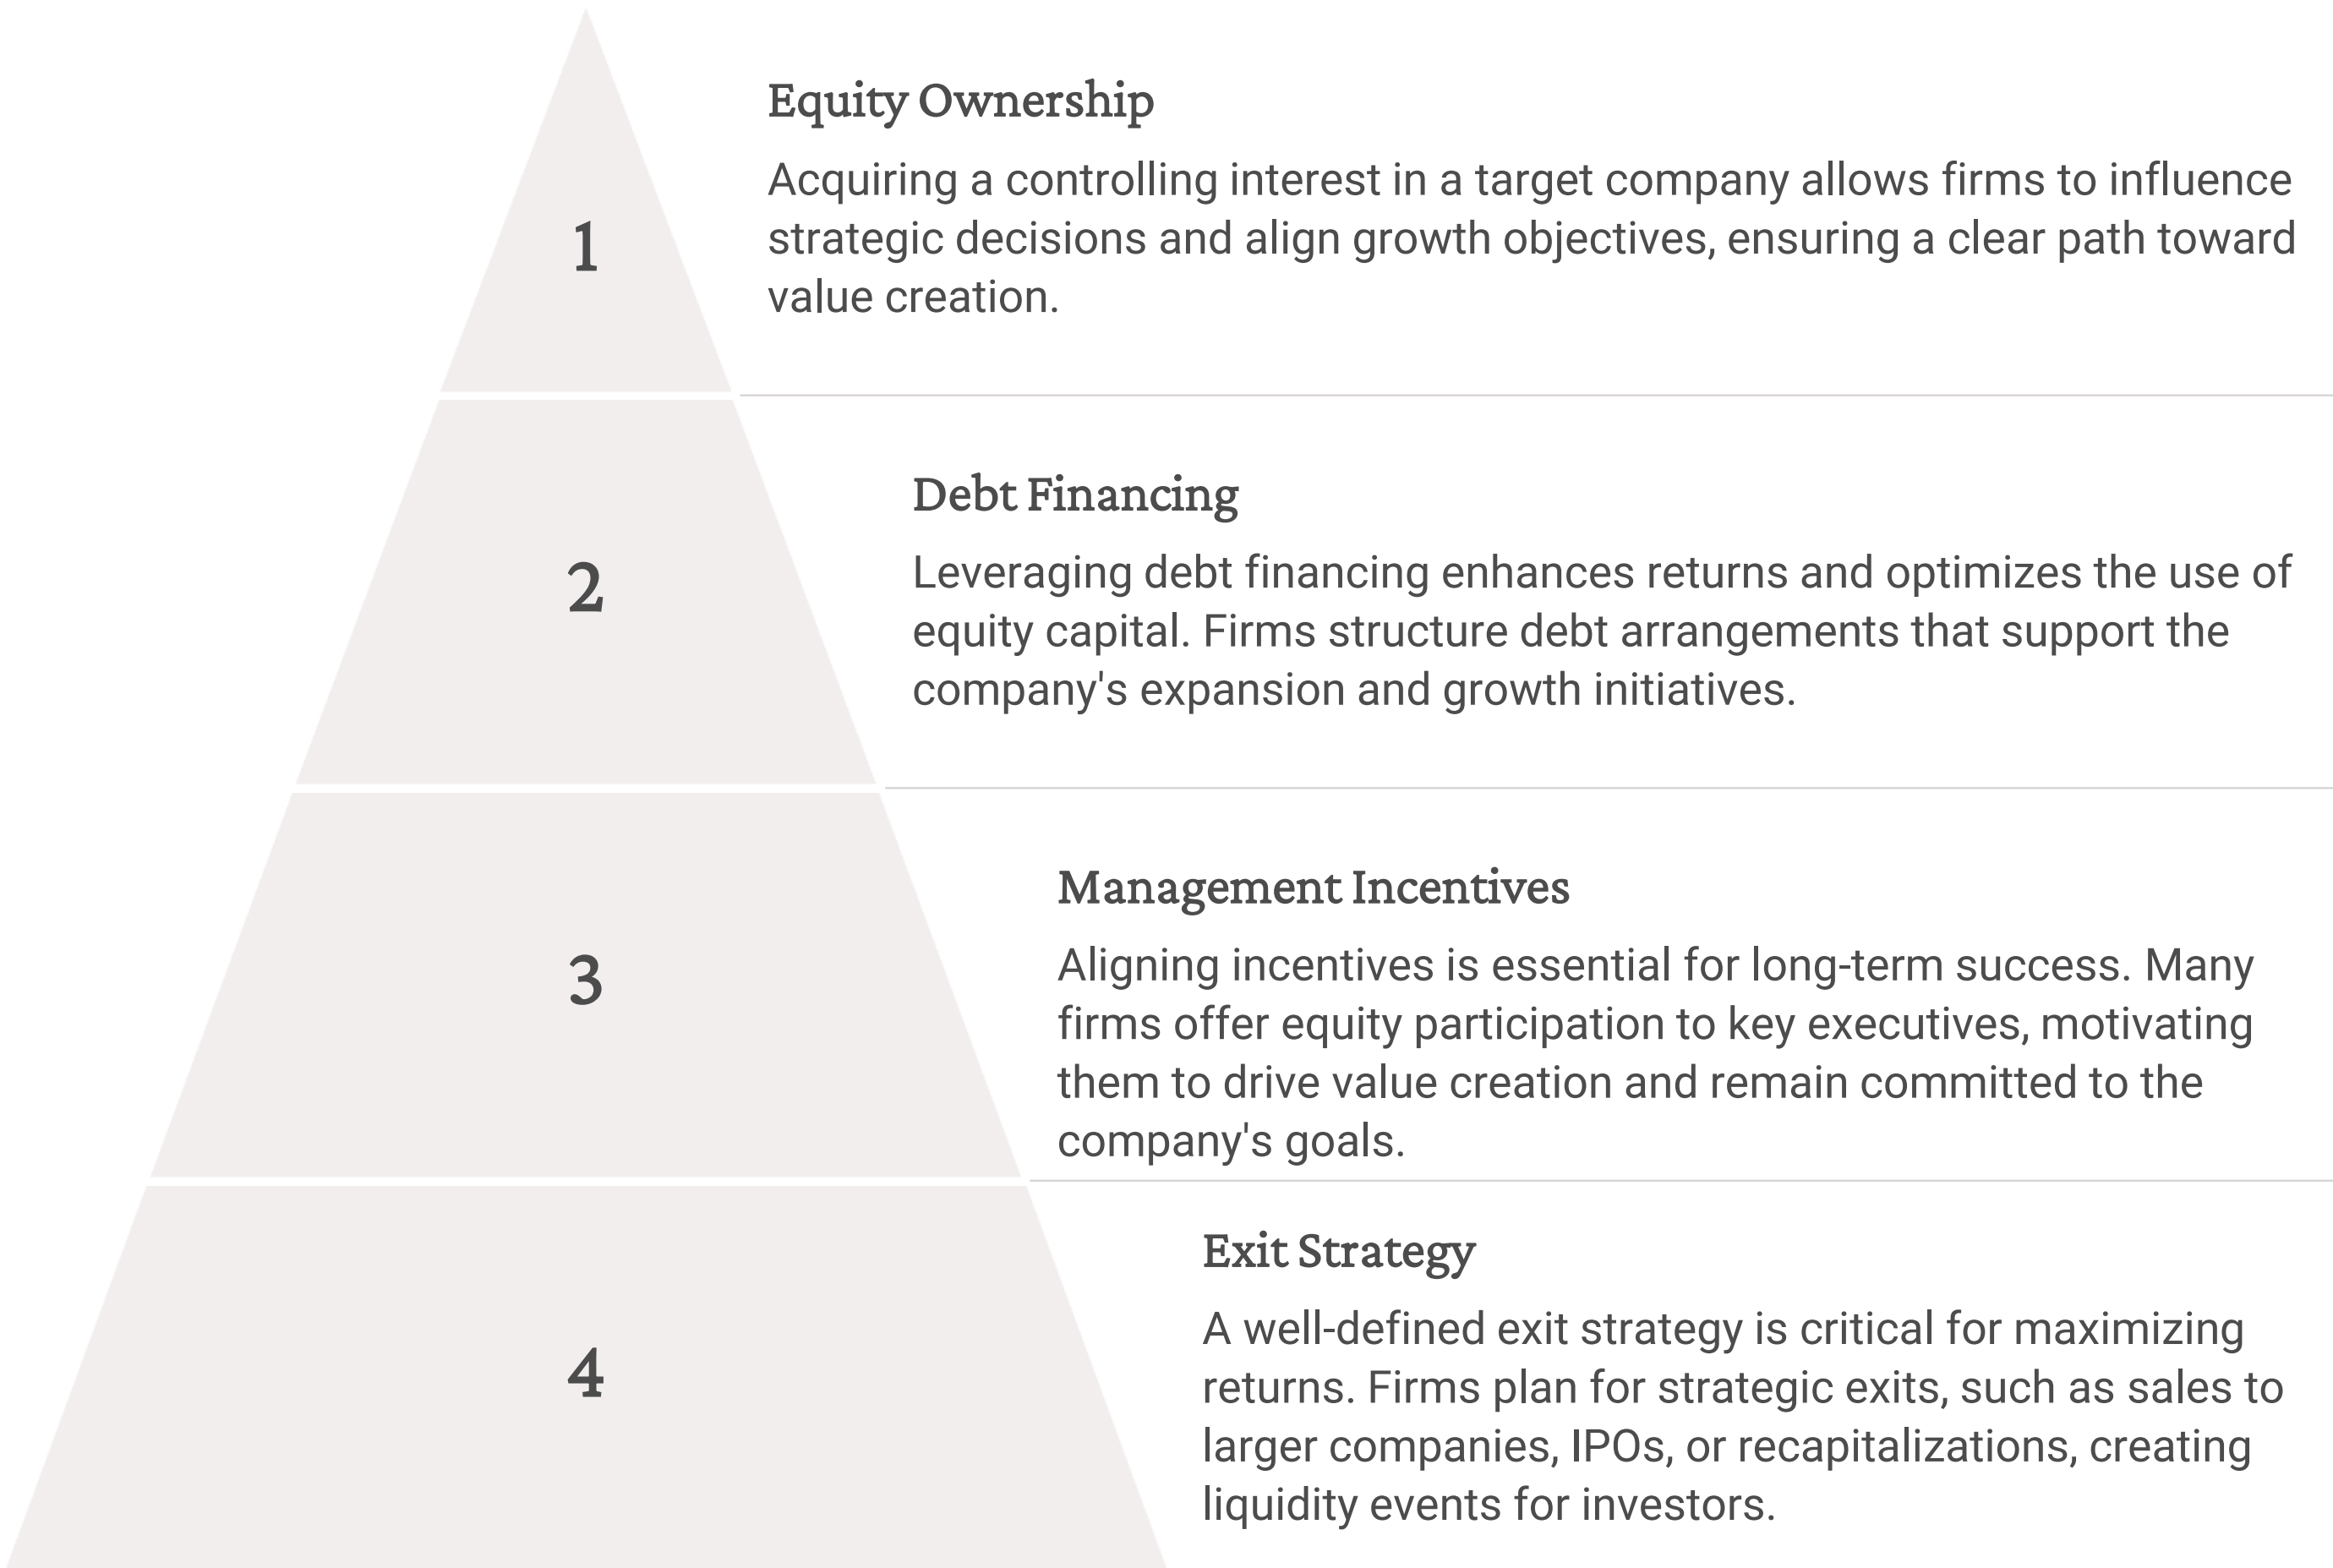 1
Equity Ownership
Acquiring a controlling interest in a target company allows firms to influence
strategic decisions and align growth objectives, ensuring a clear path toward
value creation.
2
Debt Financing
Leveraging debt financing enhances returns and optimizes the use of
equity capital. Firms structure debt arrangements that support the
company's expansion and growth initiatives.
3
Management Incentives
Aligning incentives is essential for long-term success. Many
firms offer equity participation to key executives, motivating
them to drive value creation and remain committed to the
company's goals.
4
Exit Strategy
A well-defined exit strategy is critical for maximizing
returns. Firms plan for strategic exits, such as sales to
larger companies, IPOs, or recapitalizations, creating
liquidity events for investors.